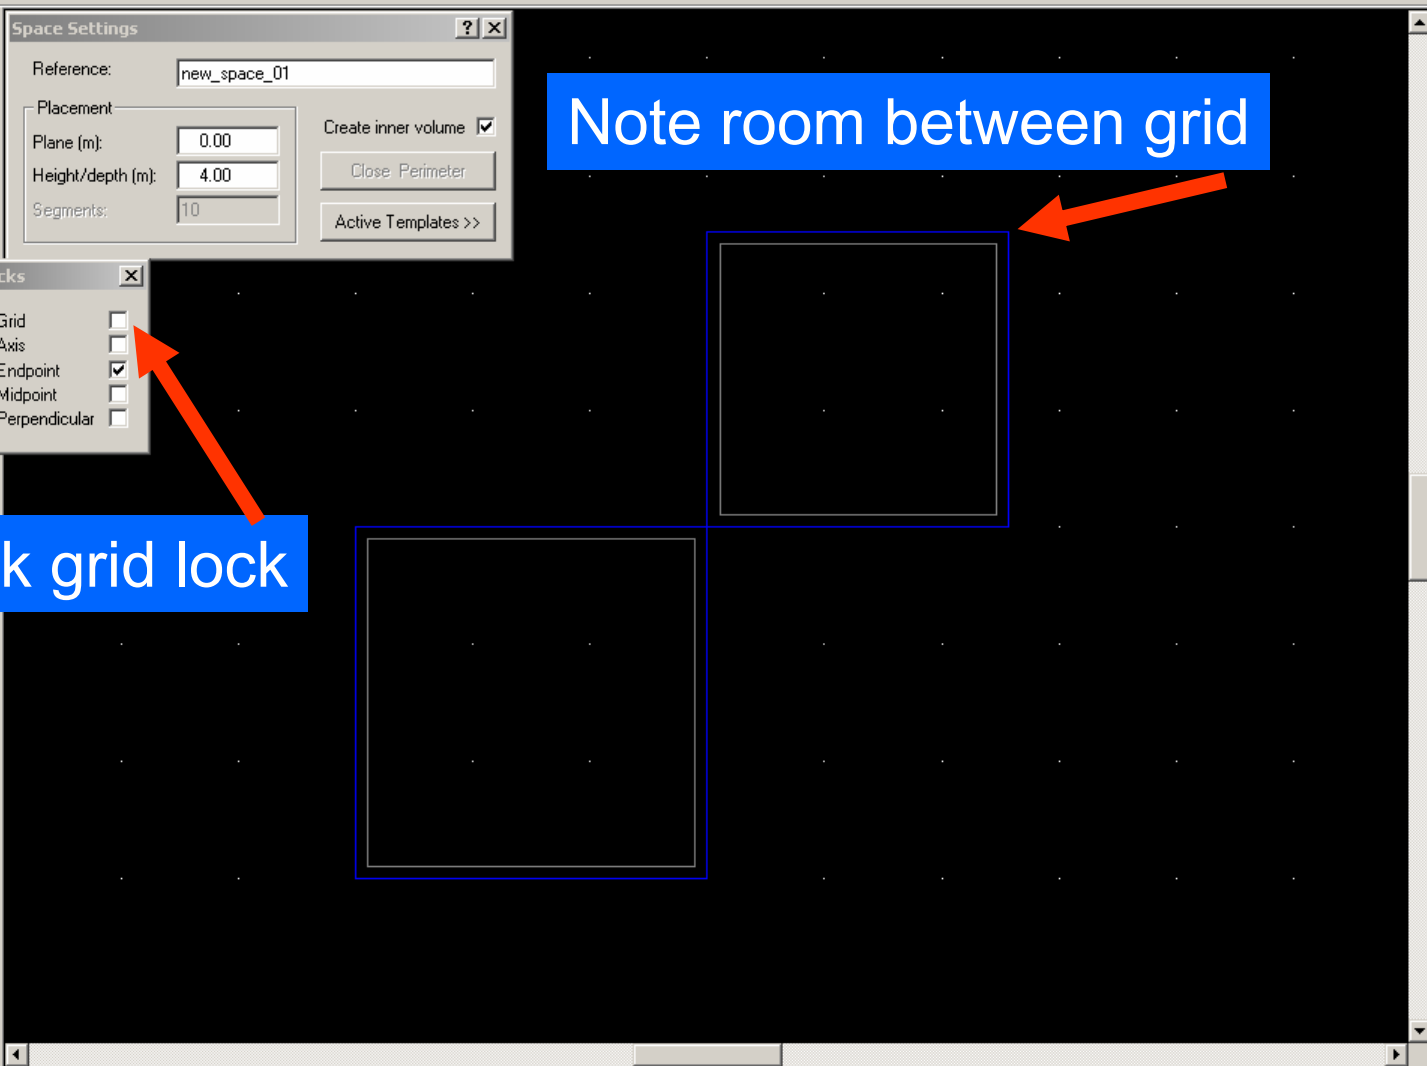 Space Settings
Reference: new_space_01
Placement
Plane (m): 0.00
Height/depth (m): 4.00
Segments: 10
Create inner volume
Close Perimeter
Active Templates >>
Note room between grid
cks
Grid
Axis
Endpoint
Midpoint
Perpendicular
k grid lock